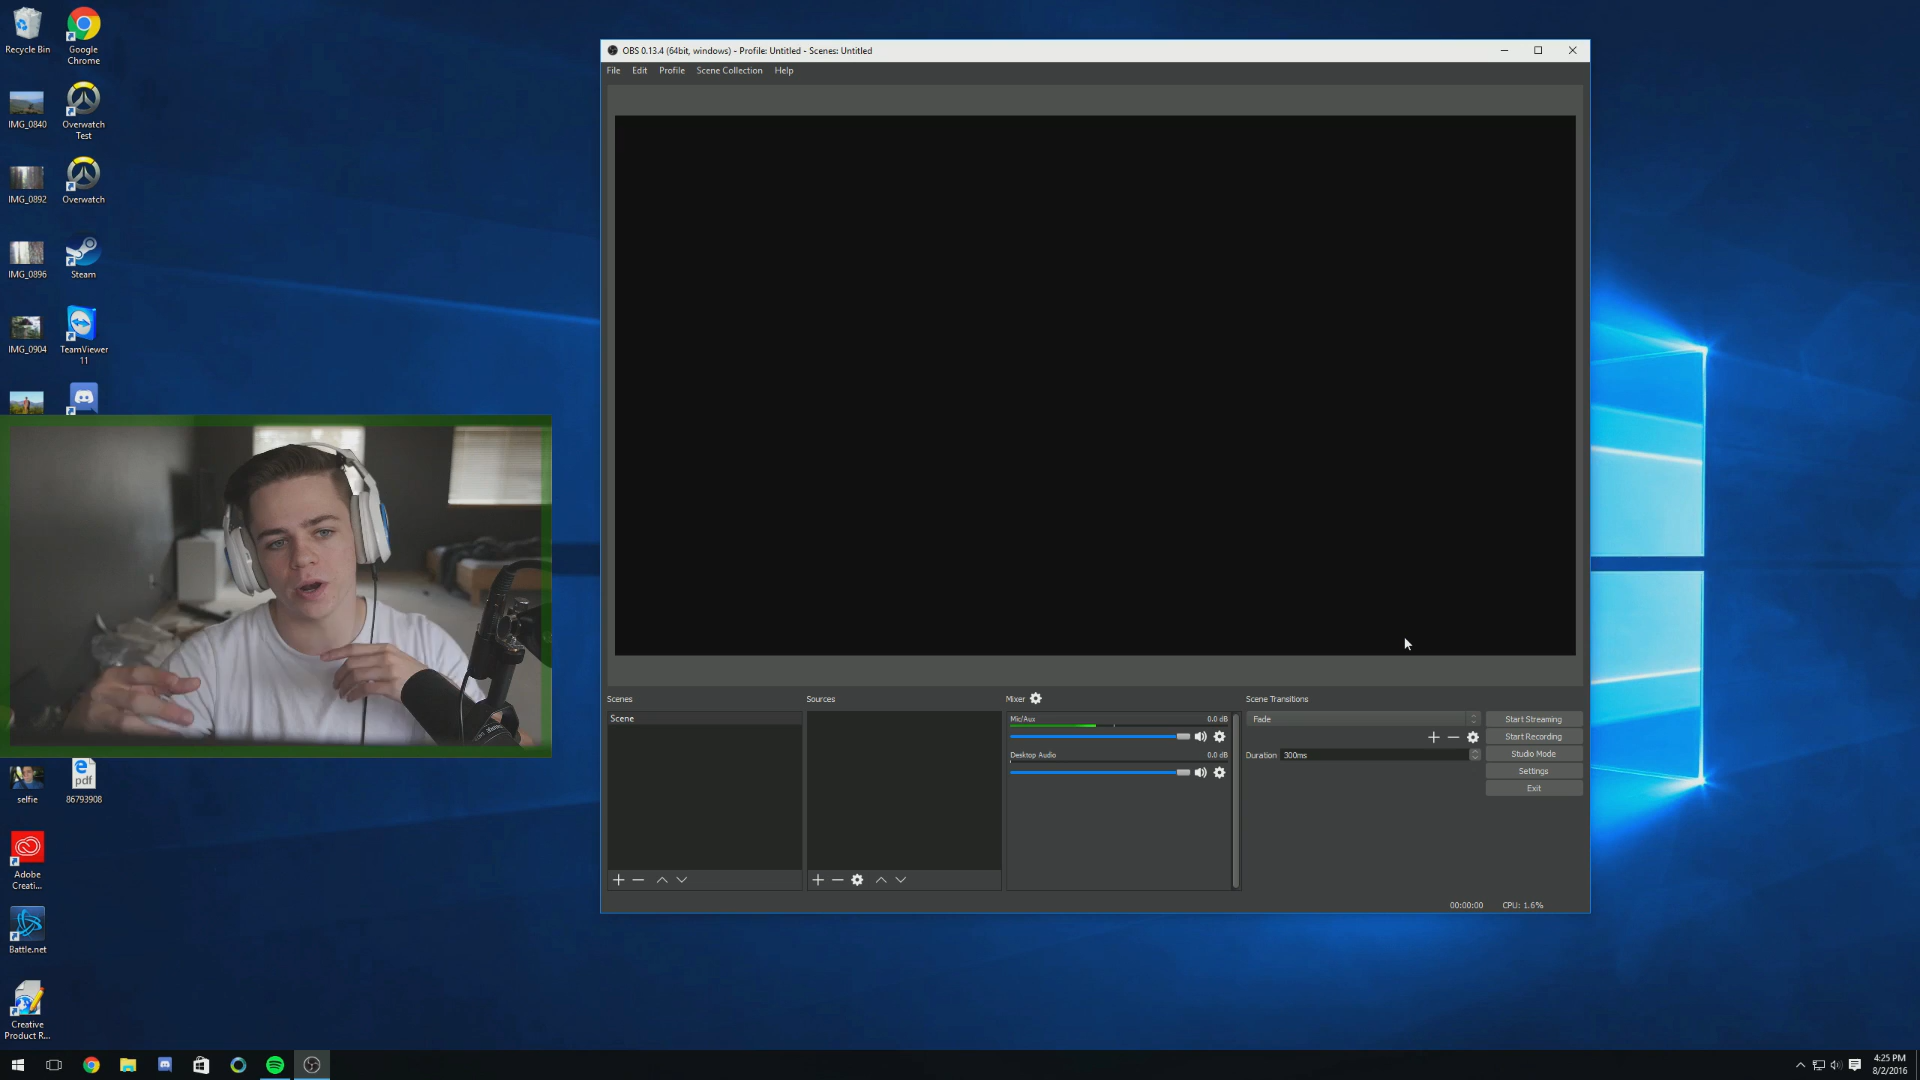 Recycle Bin
Google
Chrome
IMG_0840
Overwatch
Test
IMG_0892
Overwatch
IMG_0896
Steam
IMG_0904
TeamViewer
11
pdf
selfie
86793908
Adobe
Creati...
Battle.net
Creative
Product R...
OBS 0.13.4 (64bit, windows) - Profile: Untitled - Scenes: Untitled
File Edit Profile Scene Collection Help
Scenes
Scene
Sources
Mixer
Mic/Aux 0.0 dB
Desktop Audio 0.0 dB
Scene Transitions
Fade
Duration 300ms
Start Streaming
Start Recording
Studio Mode
Settings
Exit
00:00:00 CPU: 1.6%
4:25 PM
8/2/2016